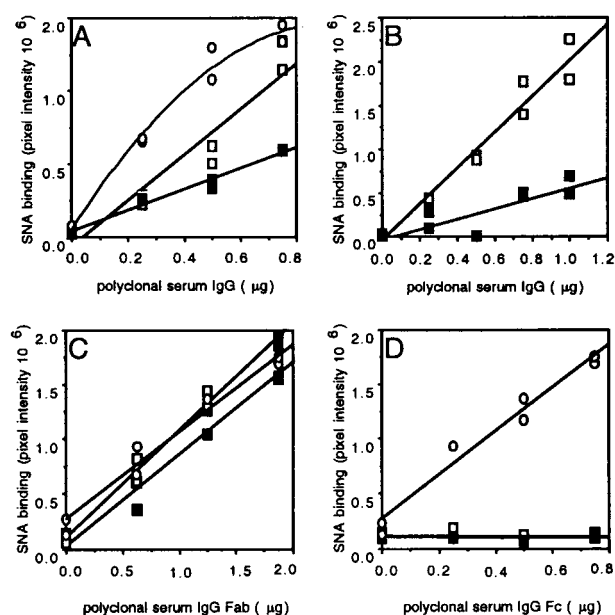 A
SNA binding (pixel intensity 10 6)
2.0
1.0
0.5
0.0
0.0 0.2 0.4 0.6 0.8
polyclonal serum IgG ( µg)
B
SNA binding (pixel intensity 10 6)
2.5
2.0
1.5
1.0
0.5
0.0
0.0 0.2 0.4 0.6 0.8 1.0 1.2
polyclonal serum IgG ( µg)
C
SNA binding (pixel intensity 10 6)
2.0
1.5
1.0
0.5
0.0
0.0 0.5 1.0 1.5 2.0
polyclonal serum IgG Fab ( µg)
D
SNA binding (pixel intensity 10 6)
2.0
1.5
1.0
0.5
0.0
0.0 0.2 0.4 0.6 0.8
polyclonal serum IgG Fc ( µg)